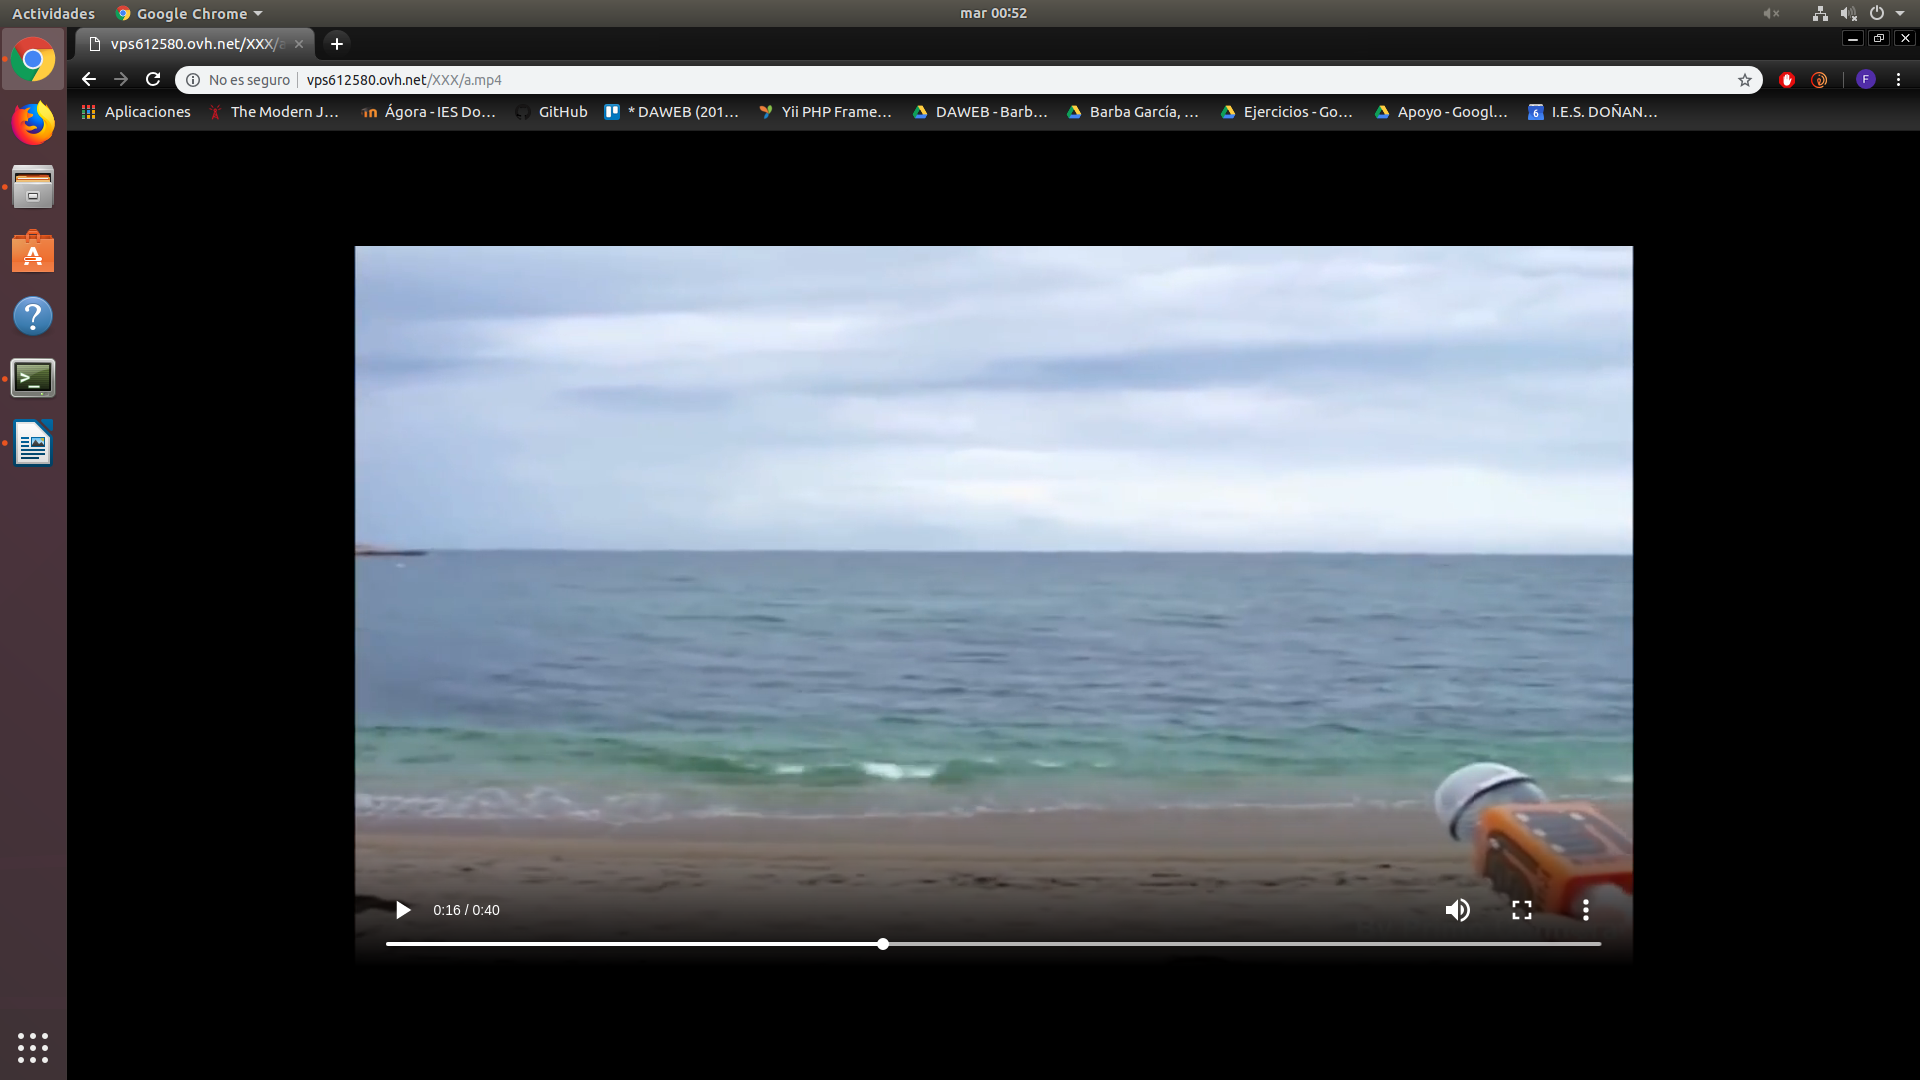 Actividades Google Chrome mar 00:52
vps612580.ovh.net/XXX/a
No es seguro vps612580.ovh.net/XXX/a.mp4 F
Aplicaciones The Modern J… Ágora - IES Do… GitHub * DAWEB (201… Yii PHP Frame… DAWEB - Barb… Barba García, … Ejercicios - Go… Apoyo - Googl… 6 I.E.S. DOÑAN…
0:16 / 0:40